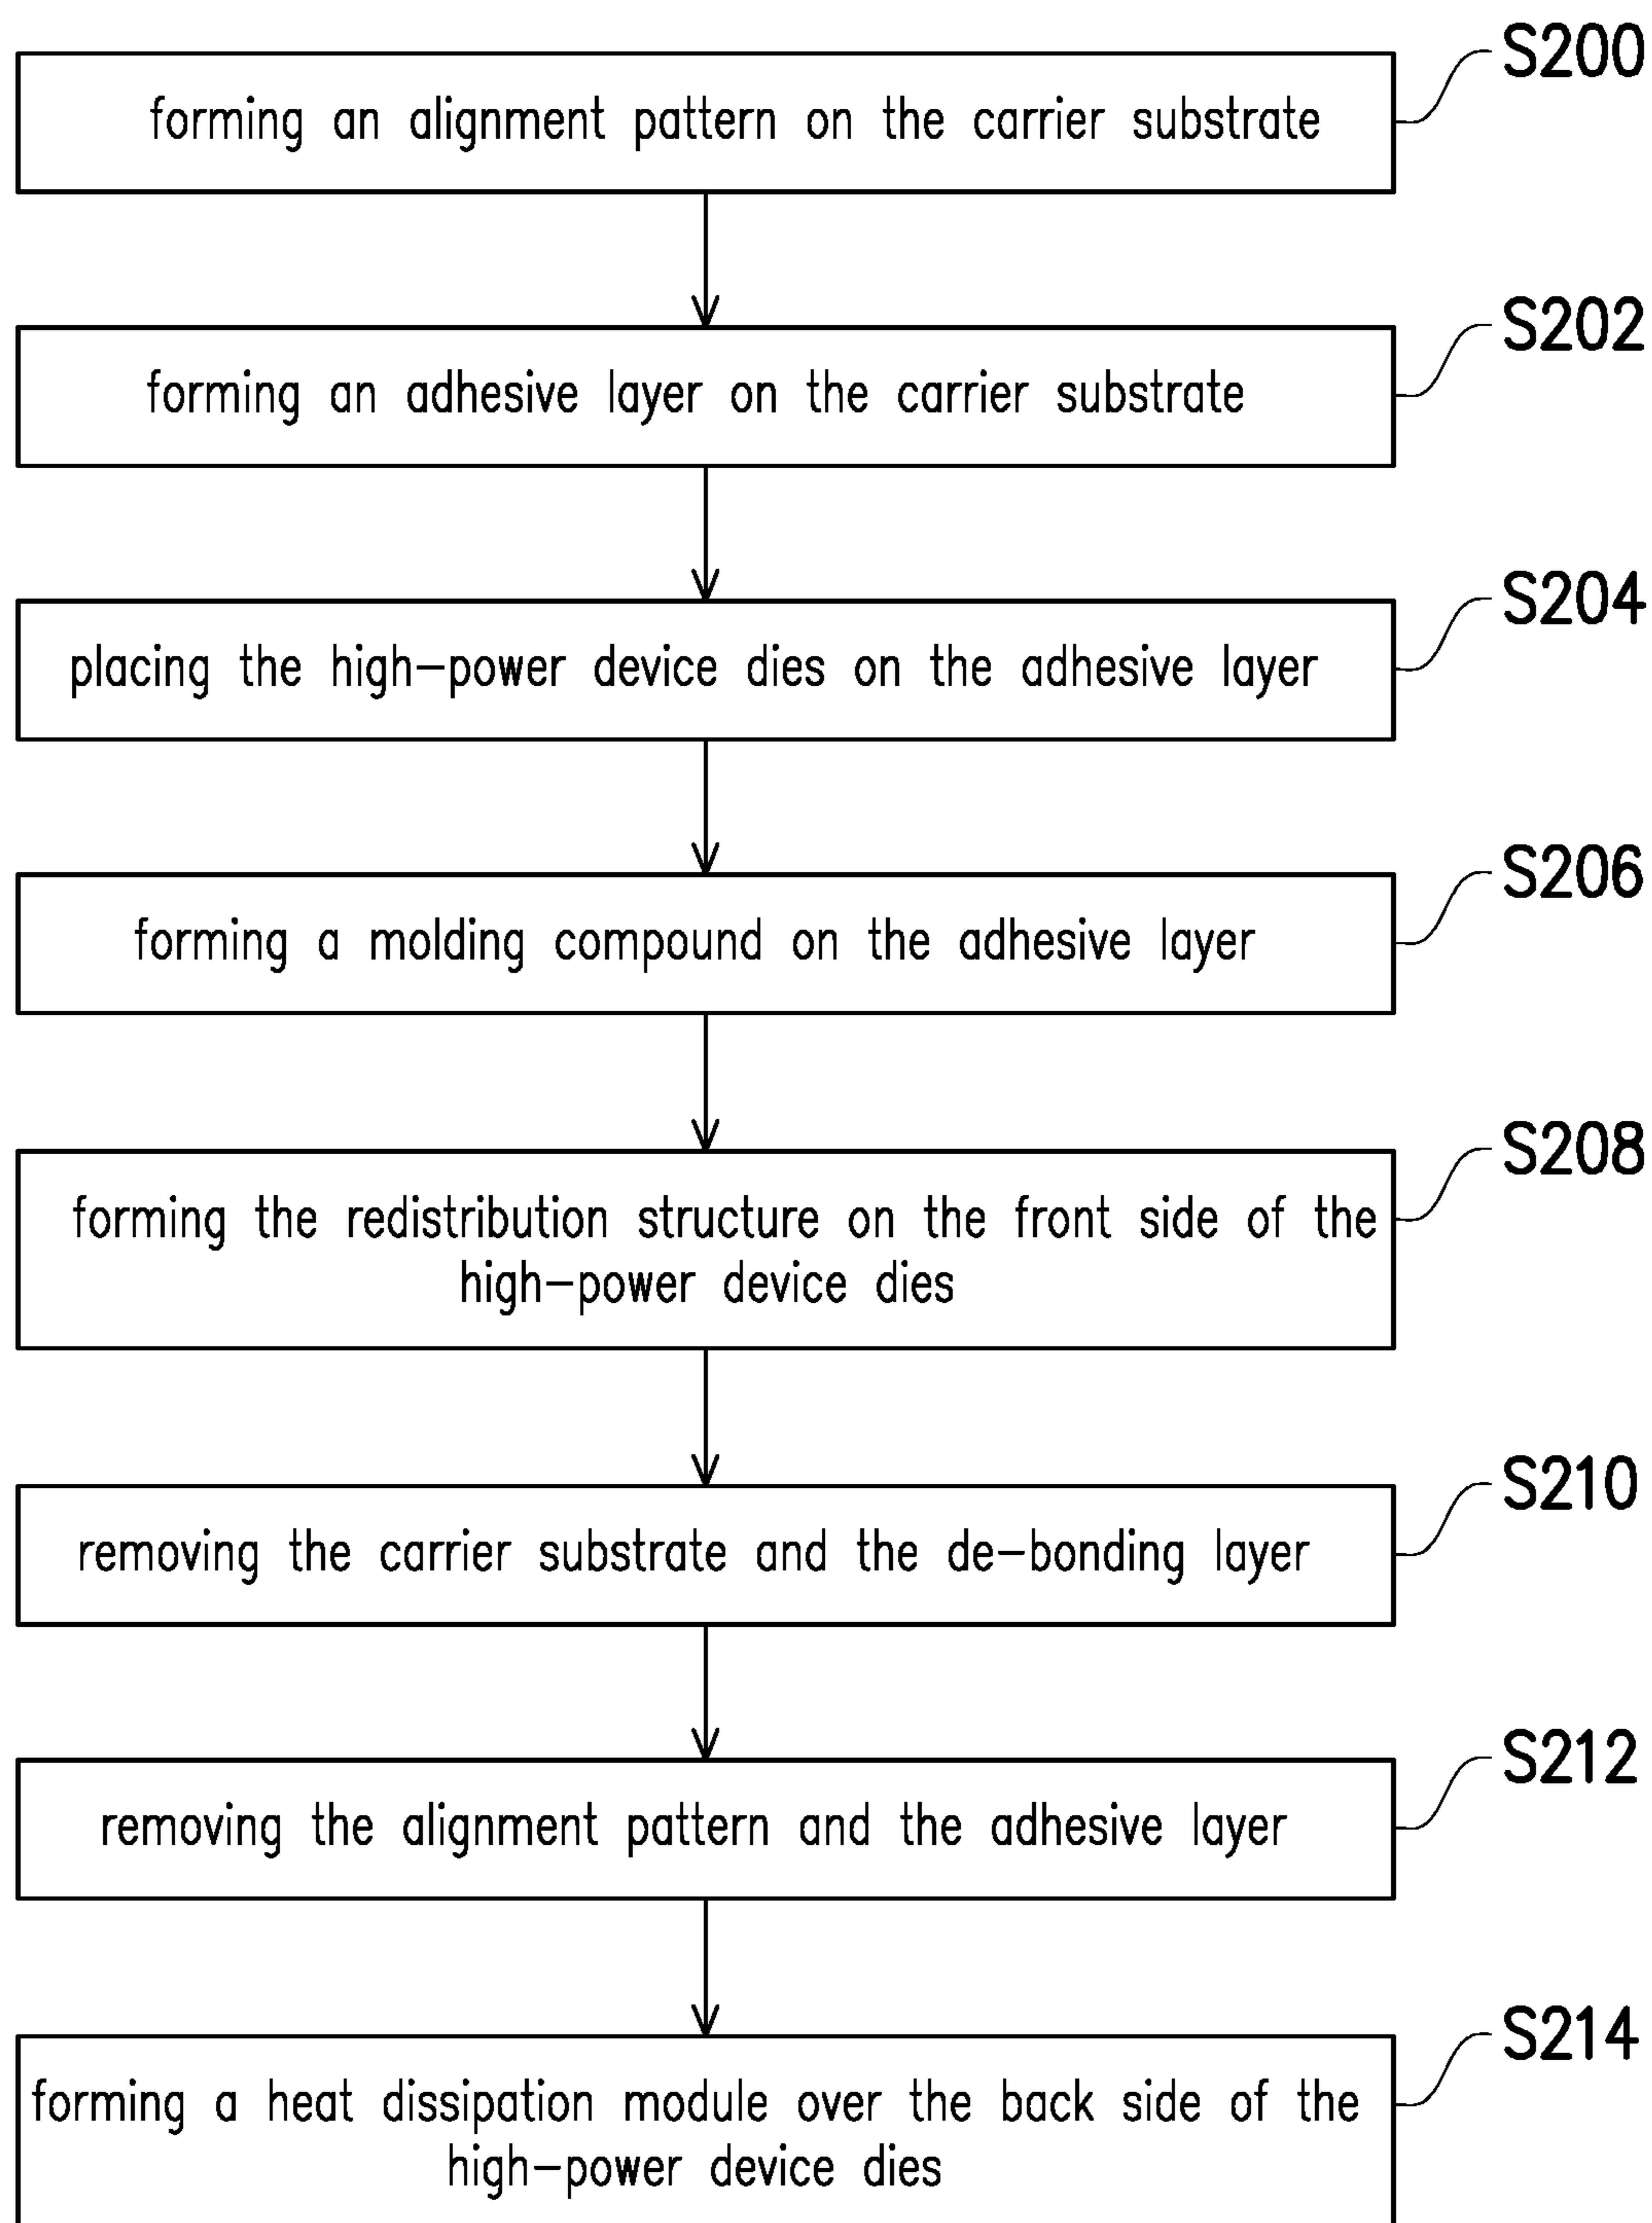 S200
forming an alignment pattern on the carrier substrate
S202
forming an adhesive layer on the carrier substrate
S204
placing the high-power device dies on the adhesive layer
S206
forming a molding compound on the adhesive layer
S208
forming the redistribution structure on the front side of the
high-power device dies
S210
removing the carrier substrate and the de-bonding layer
S212
removing the alignment pattern and the adhesive layer
S214
forming a heat dissipation module over the back side of the
high-power device dies